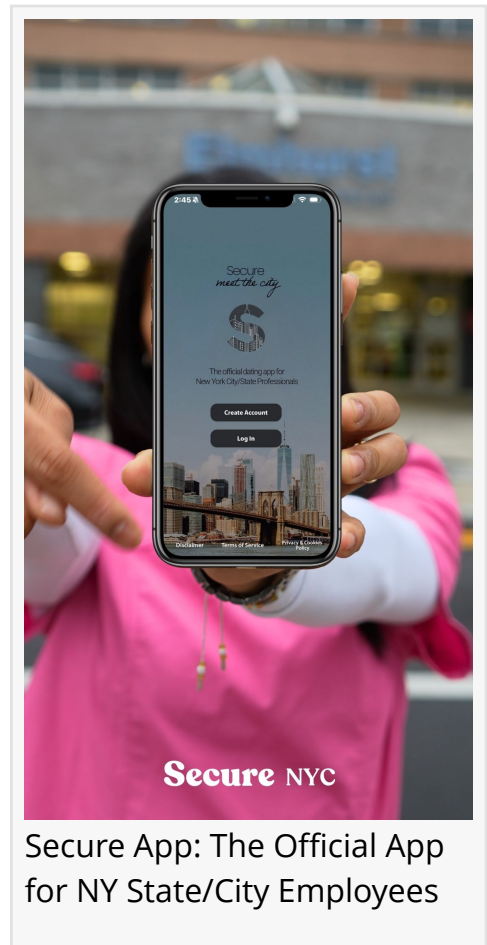 Elmhurst
2:45
Secure
meet the city
S
The official dating app for
New York City/State Professionals
Create Account
Log In
Disclaimer Terms of Service Privacy & Cookies
Policy
Secure NYC
Secure App: The Official App
for NY State/City Employees